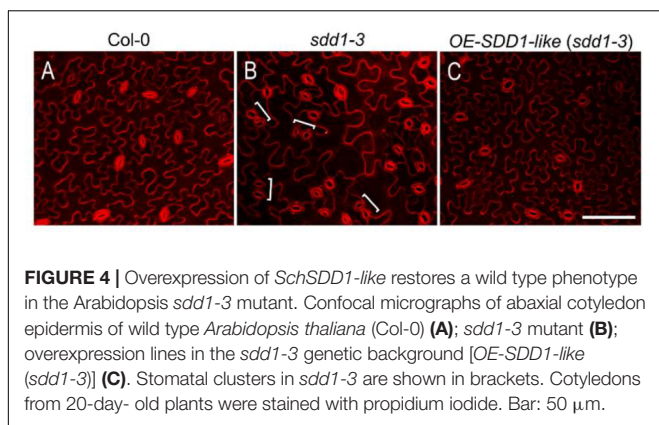 Col-0 sdd1-3 OE-SDD1-like (sdd1-3)
A B C
FIGURE 4 | Overexpression of SchSDD1-like restores a wild type phenotype
in the Arabidopsis sdd1-3 mutant. Confocal micrographs of abaxial cotyledon
epidermis of wild type Arabidopsis thaliana (Col-0) (A); sdd1-3 mutant (B);
overexpression lines in the sdd1-3 genetic background [OE-SDD1-like
(sdd1-3)] (C). Stomatal clusters in sdd1-3 are shown in brackets. Cotyledons
from 20-day- old plants were stained with propidium iodide. Bar: 50 μm.